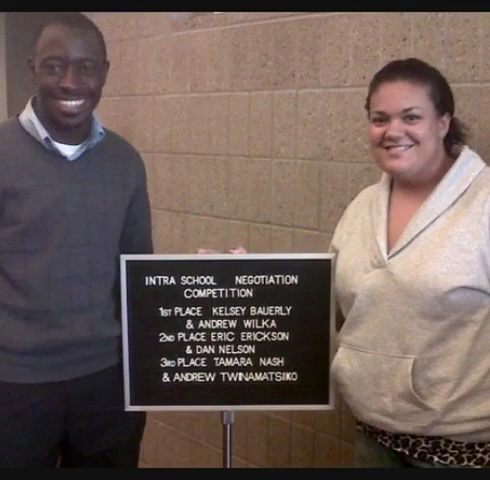 INTRA SCHOOL NEGOTIATION
COMPETITION
1ST PLACE KELSEY BAUERLY
& ANDREW WILKA
2ND PLACE ERIC ERICKSON
& DAN NELSON
3RD PLACE TAMARA NASH
& ANDREW TWINAMATSIKO